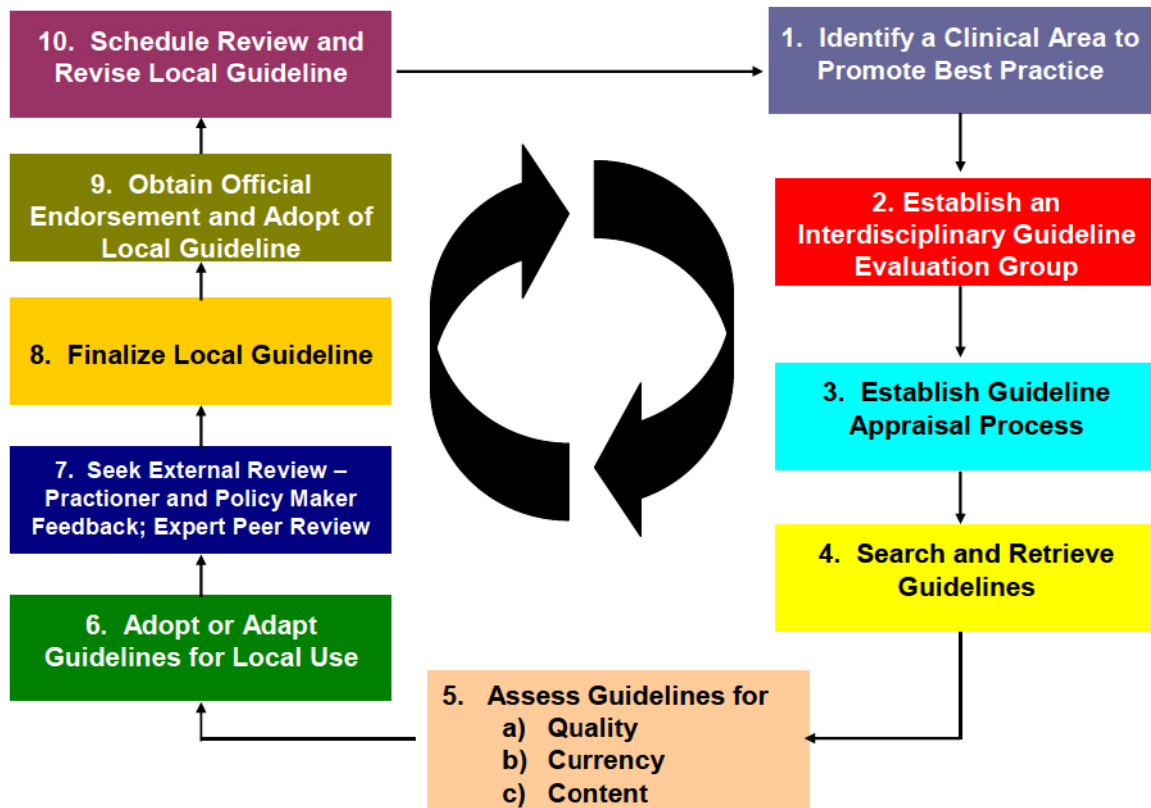 10. Schedule Review and
Revise Local Guideline
1. Identify a Clinical Area to
Promote Best Practice
9. Obtain Official
Endorsement and Adopt of
Local Guideline
2. Establish an
Interdisciplinary Guideline
Evaluation Group
8. Finalize Local Guideline
3. Establish Guideline
Appraisal Process
7. Seek External Review –
Practioner and Policy Maker
Feedback; Expert Peer Review
4. Search and Retrieve
Guidelines
6. Adopt or Adapt
Guidelines for Local Use
5. Assess Guidelines for
a) Quality
b) Currency
c) Content